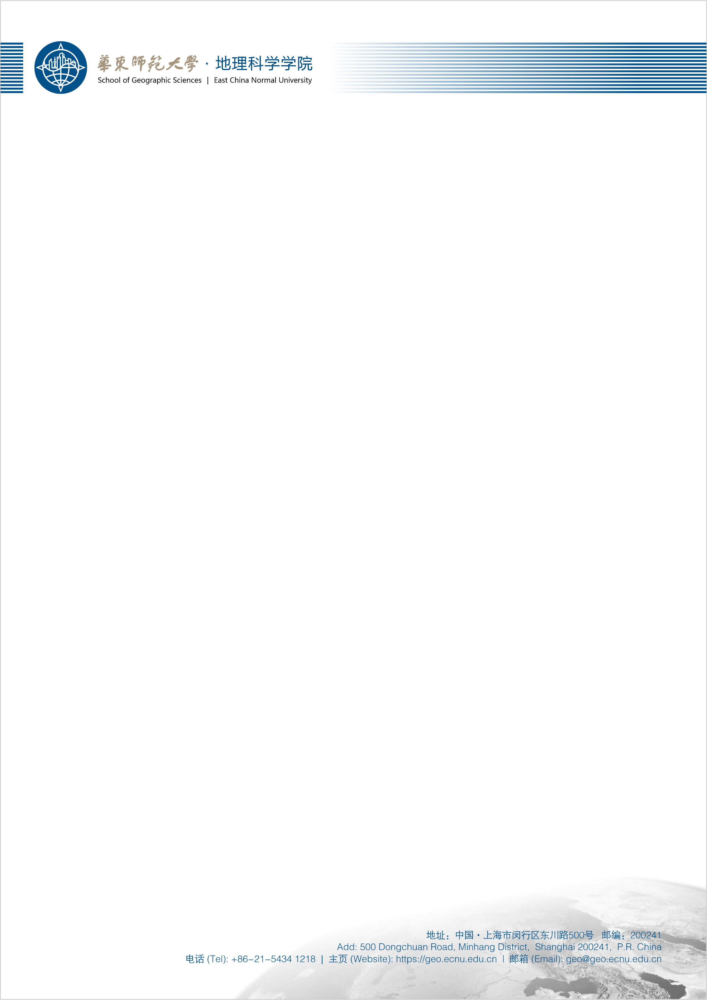 華東師範大學 · 地理科学学院
School of Geographic Sciences | East China Normal University
地址：中国·上海市闵行区东川路500号 邮编：200241
Add: 500 Dongchuan Road, Minhang District, Shanghai 200241, P.R. China
电话 (Tel): +86-21-5434 1218 | 主页 (Website): https://geo.ecnu.edu.cn | 邮箱 (Email): geo@geo.ecnu.edu.cn